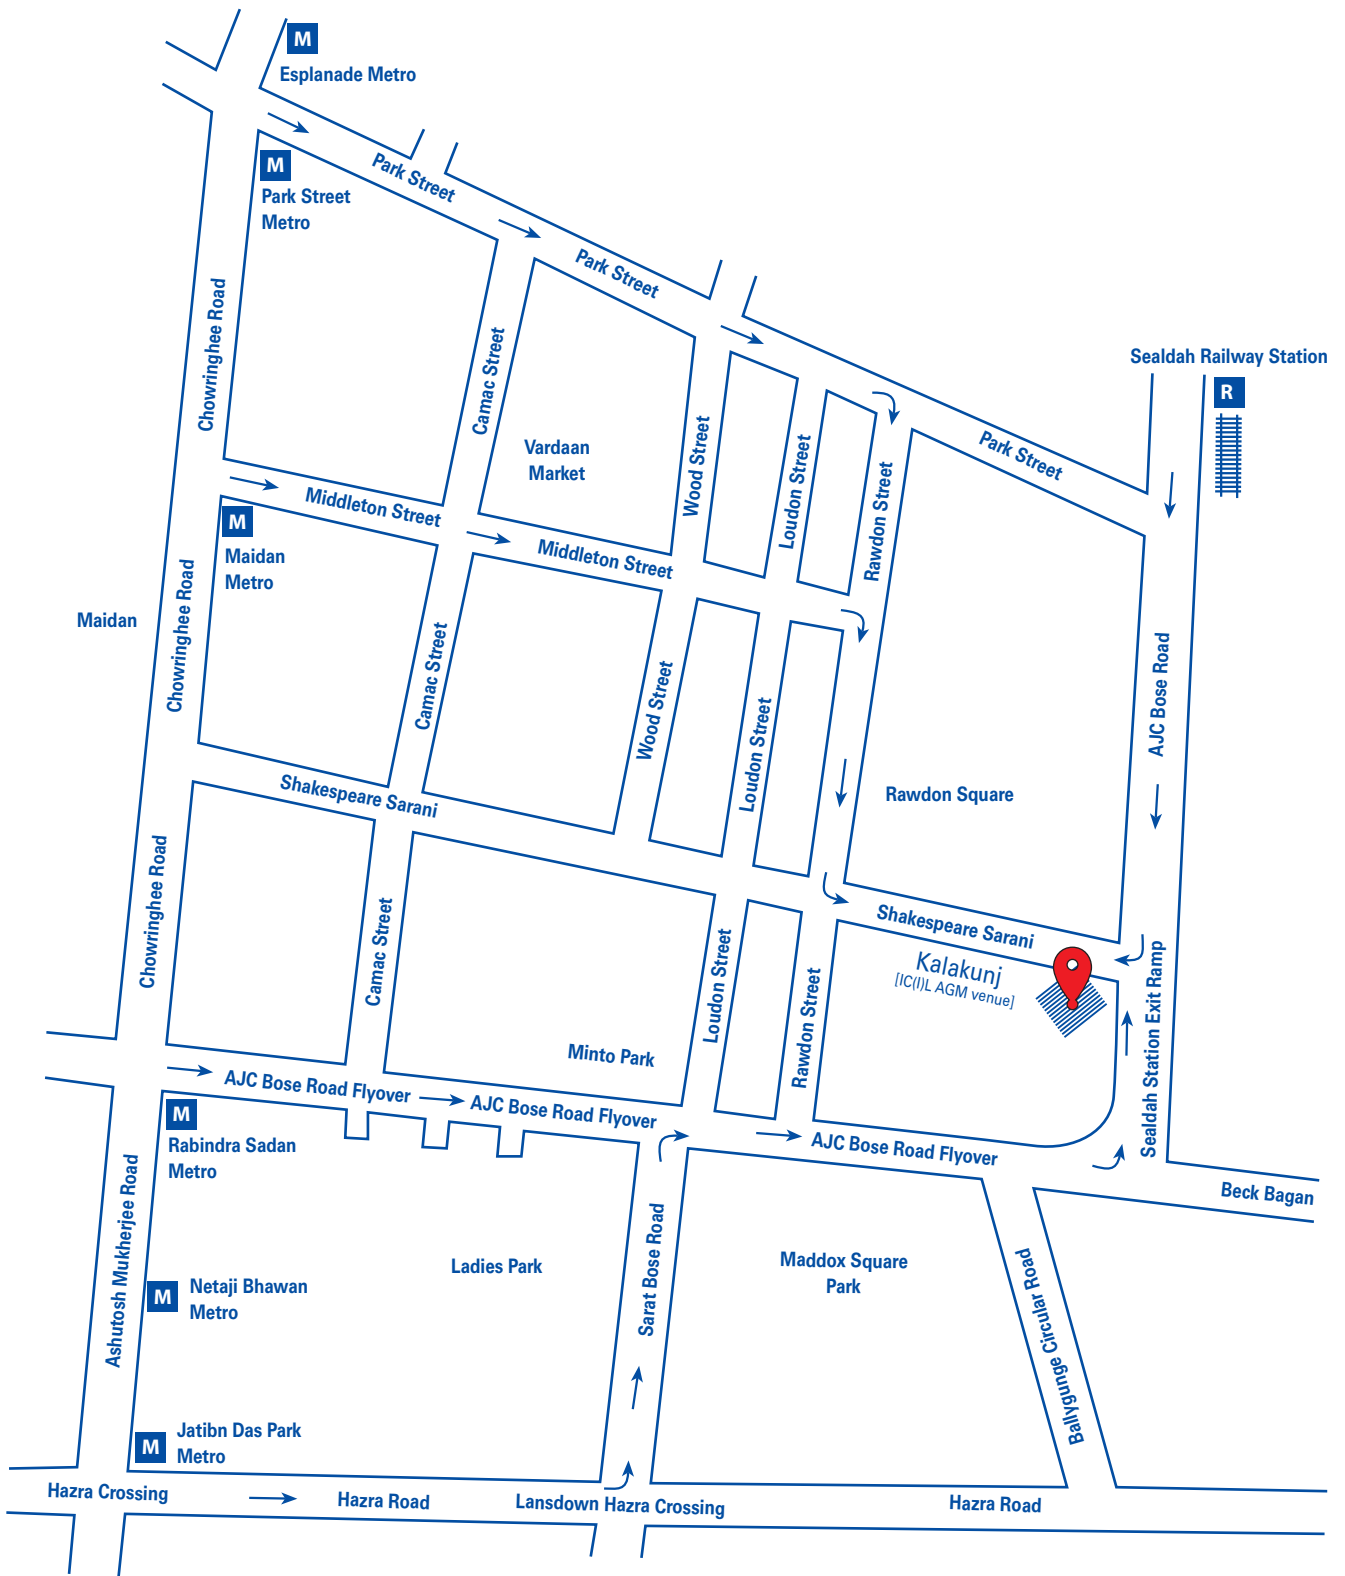 M
Esplanade Metro
Park Street
M
Park Street
Metro
Park Street
Chowringhee Road
Camac Street
Sealdah Railway Station
R
Vardaan
Market
Wood Street
Loudon Street
Rawdon Street
Park Street
Middleton Street
M
Maidan
Metro
Middleton Street
Maidan
Chowringhee Road
Camac Street
Wood Street
Loudon Street
AJC Bose Road
Shakespeare Sarani
Rawdon Square
Chowringhee Road
Camac Street
Loudon Street
Rawdon Street
Shakespeare Sarani
Kalakunj
[IC(I)L AGM venue]
Sealdah Station Exit Ramp
Minto Park
AJC Bose Road Flyover
AJC Bose Road Flyover
AJC Bose Road Flyover
M
Rabindra Sadan
Metro
Beck Bagan
Ashutosh Mukherjee Road
Sarat Bose Road
Ladies Park
Maddox Square
Park
Ballygunge Circular Road
M
Netaji Bhawan
Metro
M
Jatibn Das Park
Metro
Hazra Crossing
Hazra Road
Lansdown Hazra Crossing
Hazra Road